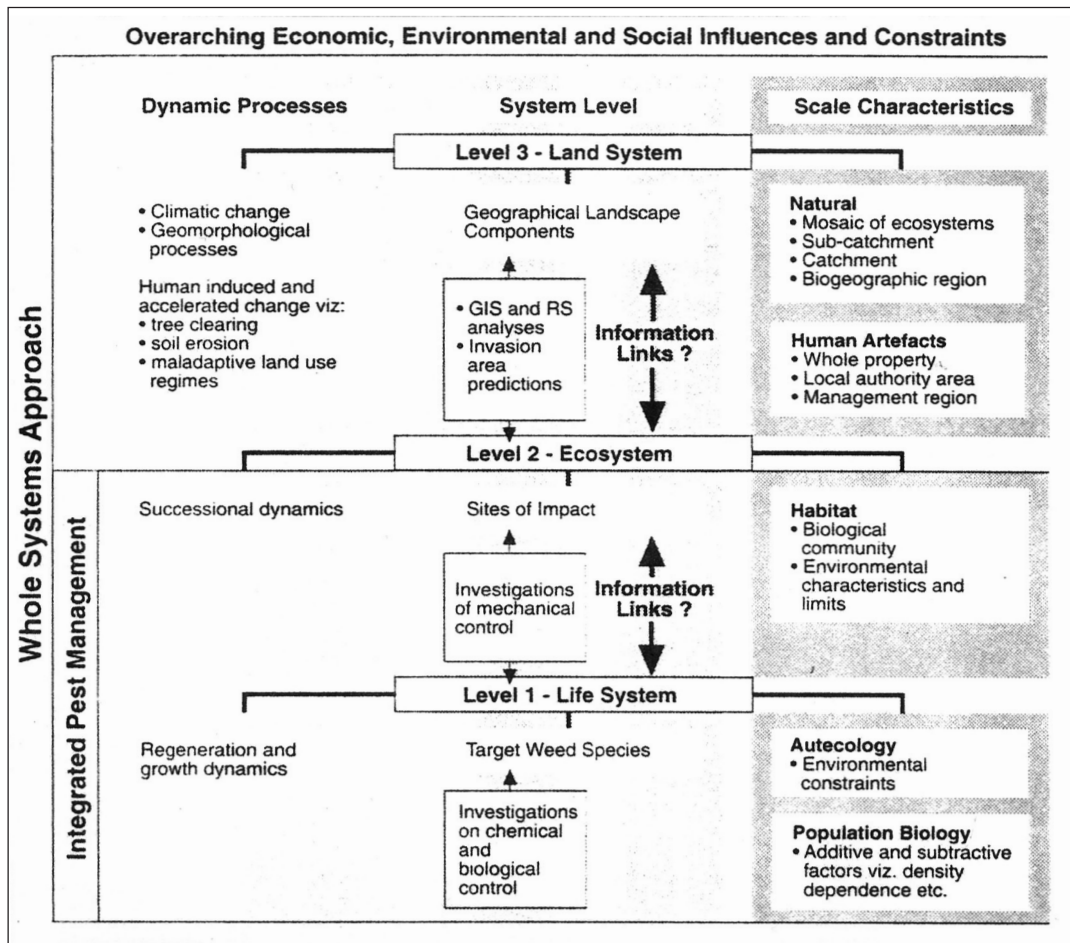 Overarching Economic, Environmental and Social Influences and Constraints
Whole Systems Approach
Integrated Pest Management
Dynamic Processes
System Level
Scale Characteristics
Level 3 - Land System
• Climatic change
• Geomorphological
processes
Human induced and
accelerated change viz:
• tree clearing
• soil erosion
• maladaptive land use
regimes
Geographical Landscape
Components
• GIS and RS
analyses
• Invasion
area
predictions
Information
Links ?
Natural
• Mosaic of ecosystems
• Sub-catchment
• Catchment
• Biogeographic region
Human Artefacts
• Whole property
• Local authority area
• Management region
Level 2 - Ecosystem
Successional dynamics
Sites of Impact
Investigations
of mechanical
control
Information
Links ?
Habitat
• Biological
community
• Environmental
characteristics and
limits
Level 1 - Life System
Regeneration and
growth dynamics
Target Weed Species
Investigations
on chemical
and
biological
control
Autecology
• Environmental
constraints
Population Biology
• Additive and subtractive
factors viz. density
dependence etc.